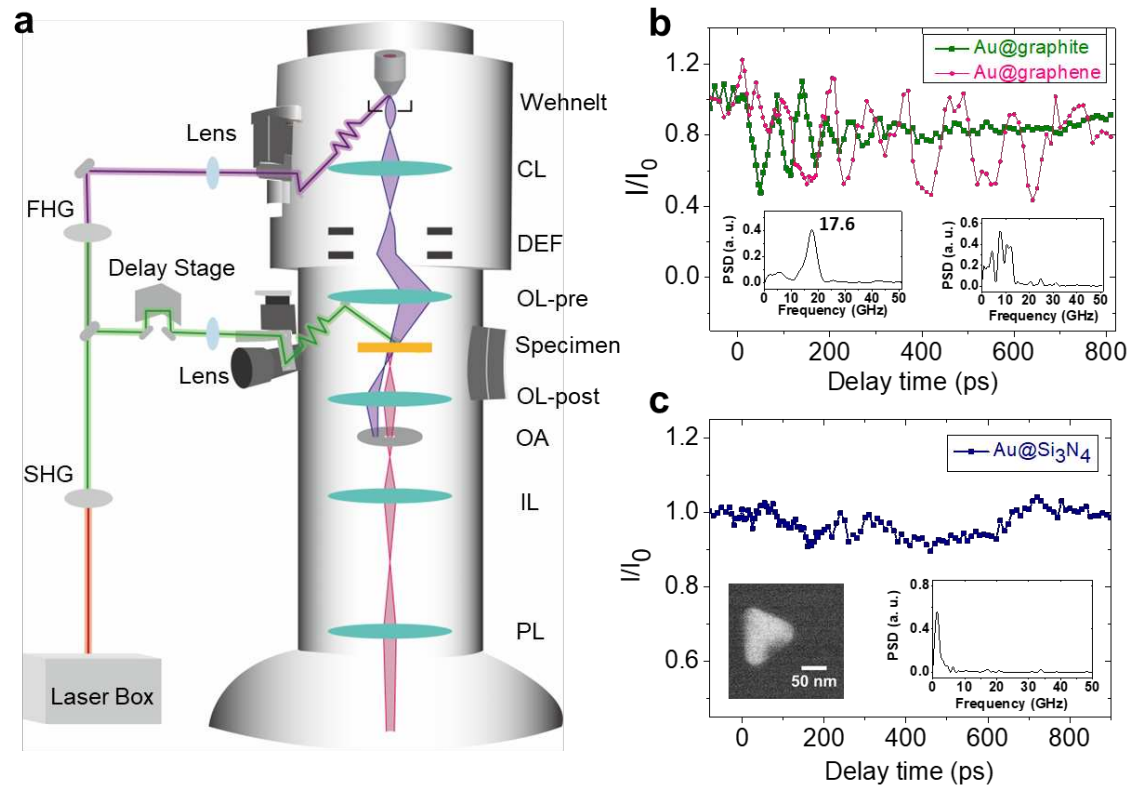 a
Wehnelt
Lens
CL
FHG
DEF
Delay Stage
OL-pre
Specimen
Lens
OL-post
OA
SHG
IL
PL
Laser Box
b
Au@graphite
Au@graphene
1.2
0.8
0.4
0.0
I/I0
17.6
0.4
0.2
0.0
PSD (a. u.)
0 10 20 30 40 50
Frequency (GHz)
0.6
0.4
0.2
0.0
PSD (a. u.)
0 10 20 30 40 50
Frequency (GHz)
0 200 400 600 800
Delay time (ps)
c
Au@Si3N4
1.2
1.0
0.8
0.6
I/I0
50 nm
0.8
0.4
0.0
PSD (a. u.)
0 10 20 30 40 50
Frequency (GHz)
0 200 400 600 800
Delay time (ps)